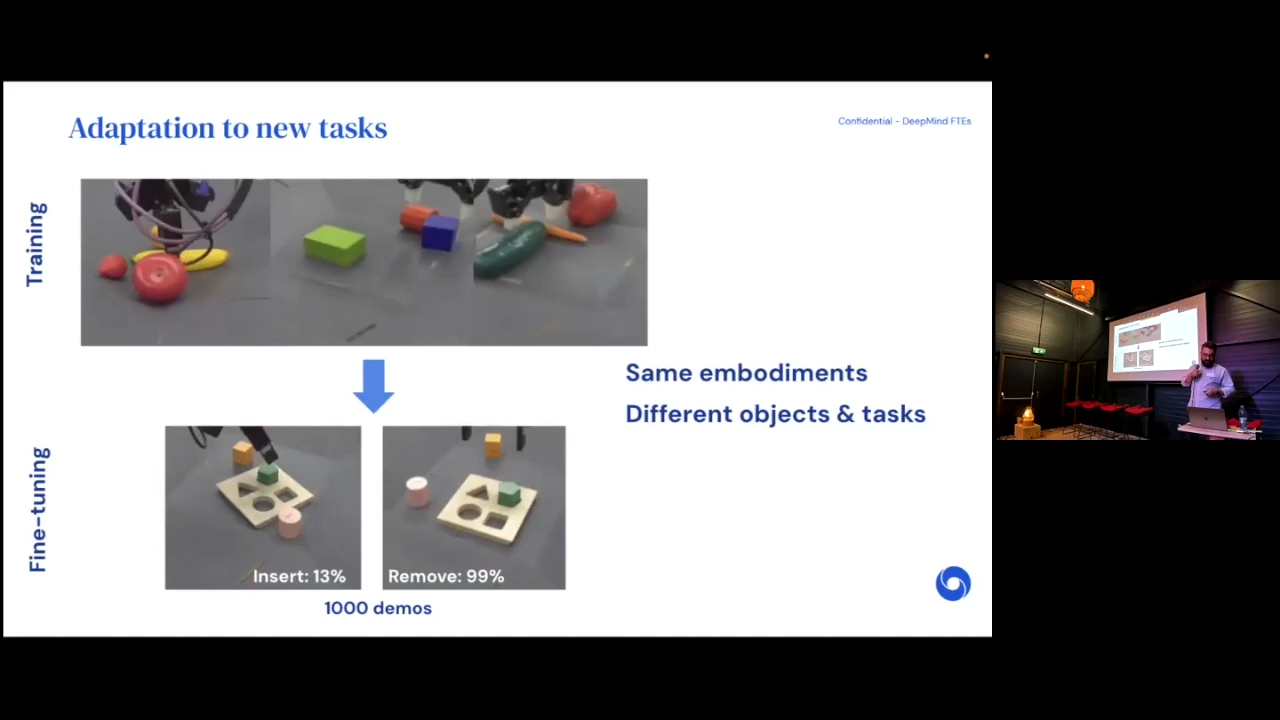 Adaptation to new tasks
Confidential - DeepMind FTEs
Training
Same embodiments
Different objects & tasks
Fine-tuning
Insert: 13%
Remove: 99%
1000 demos